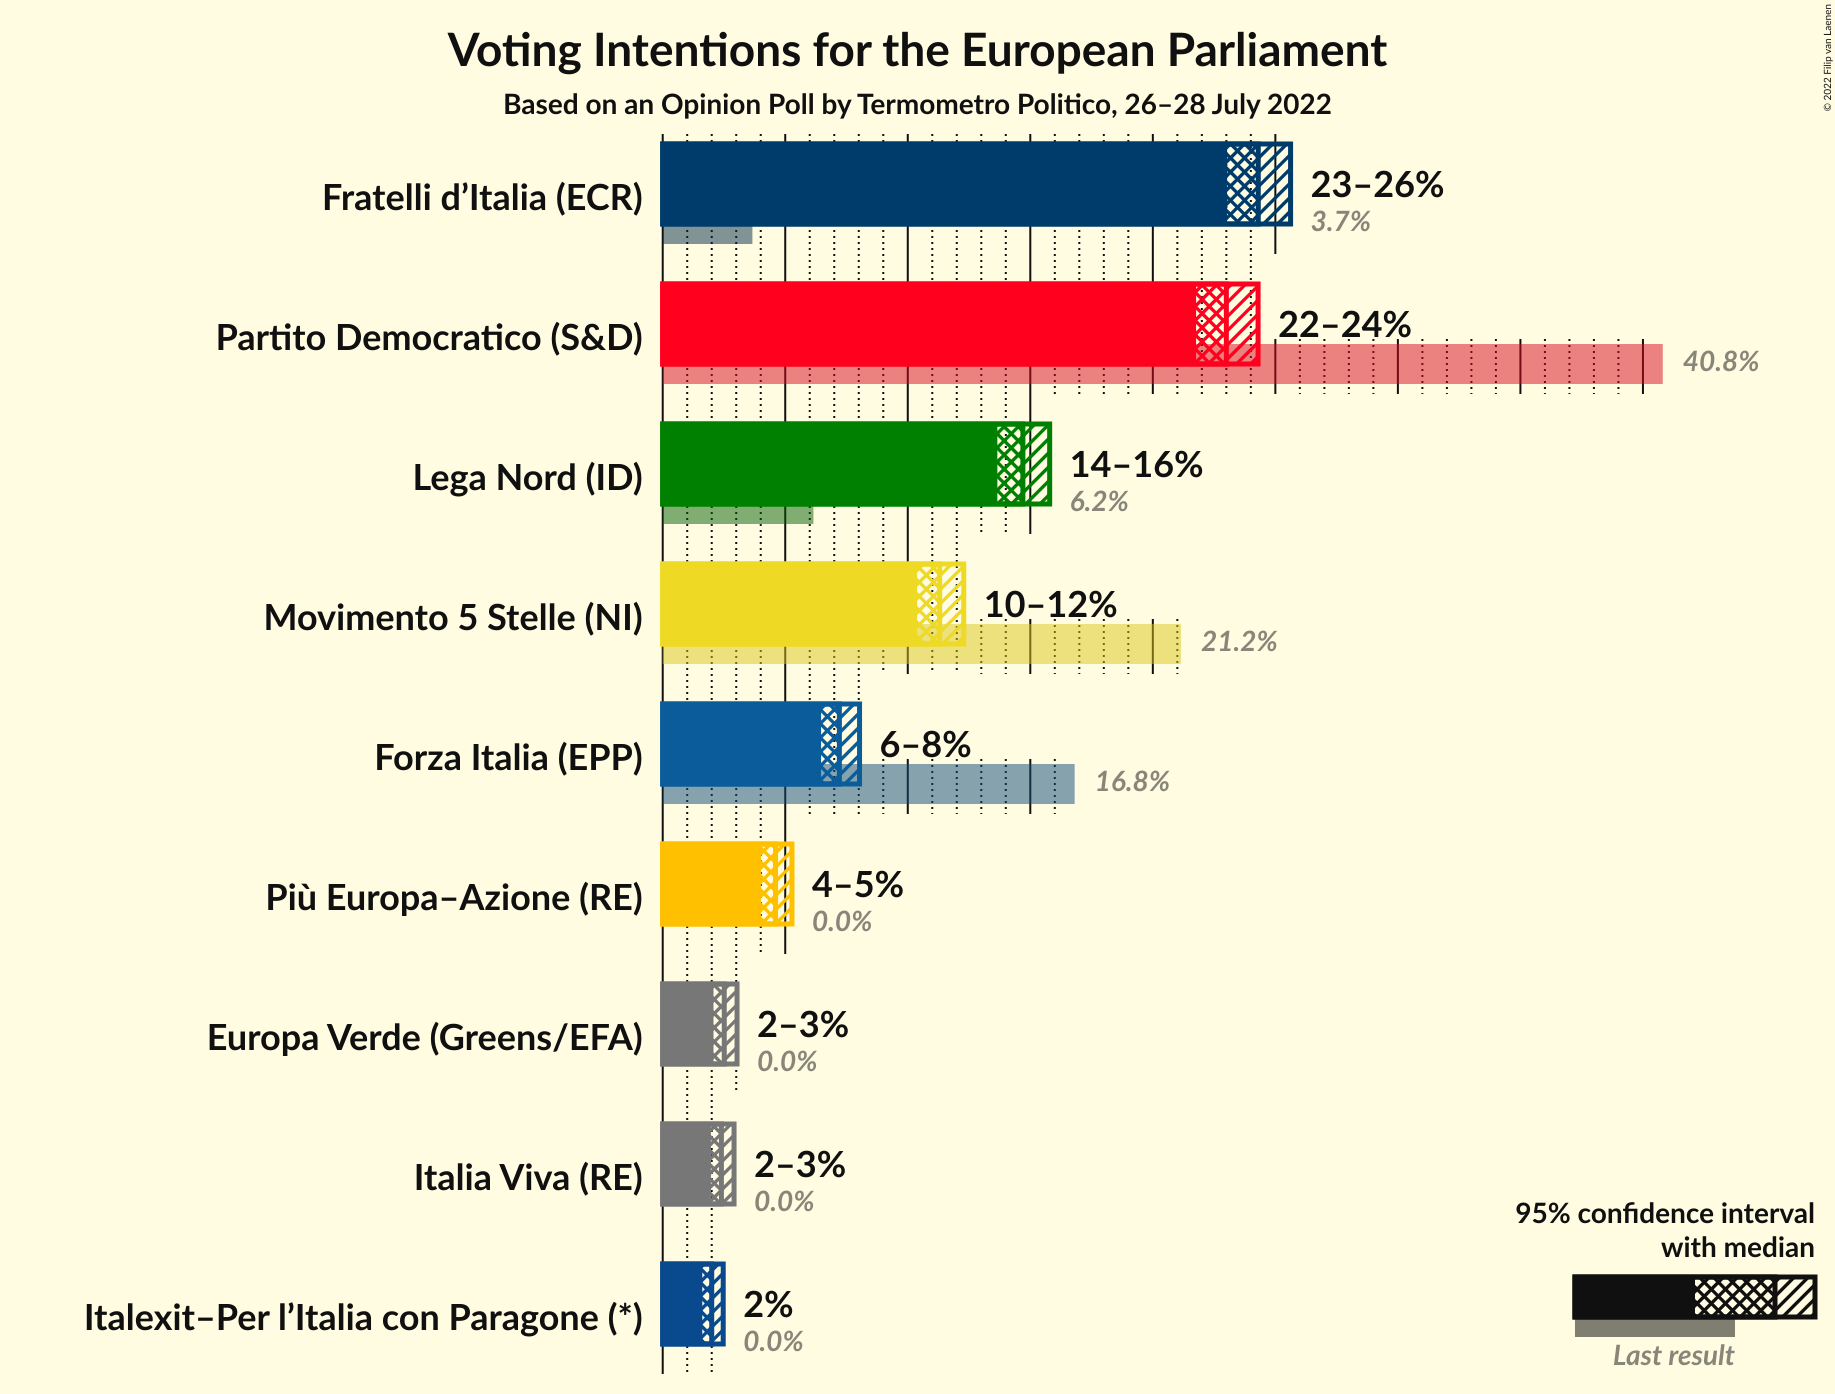 Voting Intentions for the European Parliament
Based on an Opinion Poll by Termometro Politico, 26–28 July 2022
© 2022 Filip van Laenen
Fratelli d’Italia (ECR)
23–26%
3.7%
Partito Democratico (S&D)
22–24%
40.8%
Lega Nord (ID)
14–16%
6.2%
Movimento 5 Stelle (NI)
10–12%
21.2%
Forza Italia (EPP)
6–8%
16.8%
Più Europa–Azione (RE)
4–5%
0.0%
Europa Verde (Greens/EFA)
2–3%
0.0%
Italia Viva (RE)
2–3%
0.0%
Italexit–Per l’Italia con Paragone (*)
2%
0.0%
95% confidence interval
with median
Last result